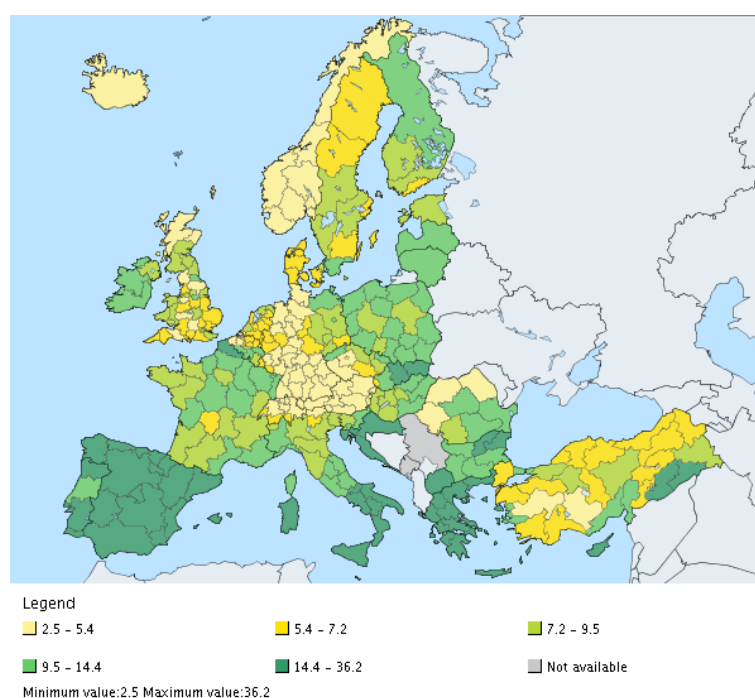 Legend
2.5 - 5.4 5.4 - 7.2 7.2 - 9.5
9.5 - 14.4 14.4 - 36.2 Not available
Minimum value:2.5 Maximum value:36.2